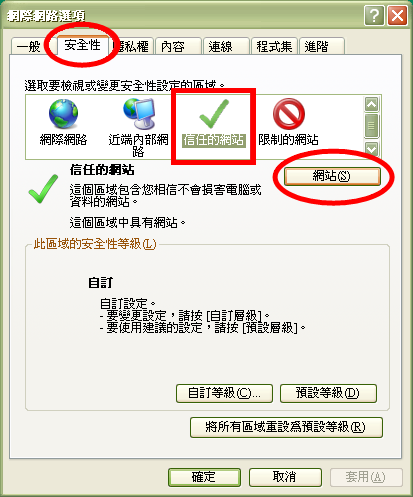 網際網路選項
一般 安全性 隱私權 內容 連線 程式集 進階
選取要檢視或變更安全性設定的區域。
網際網路 近端內部網路 信任的網站 限制的網站
信任的網站
網站(S)
這個區域包含您相信不會損害電腦或
資料的網站。
這個區域中具有網站。
此區域的安全性等級(L)
自訂
自訂設定。
- 要變更設定，請按 [自訂層級]。
- 要使用建議的設定，請按 [預設層級]。
自訂等級(C)... 預設等級(D)
將所有區域重設為預設等級(R)
確定 取消 套用(A)